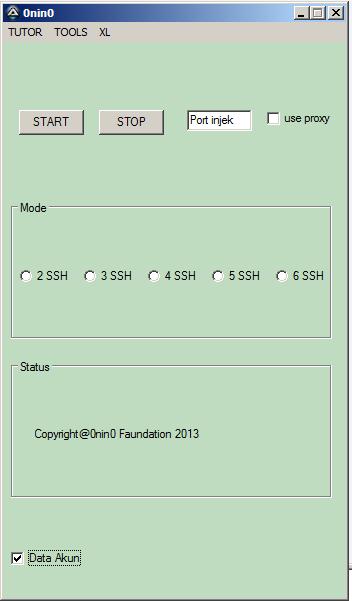 0nin0
TUTOR TOOLS XL
START STOP Port injek use proxy
Mode
2 SSH 3 SSH 4 SSH 5 SSH 6 SSH
Status
Copyright@0nin0 Faundation 2013
Data Akun